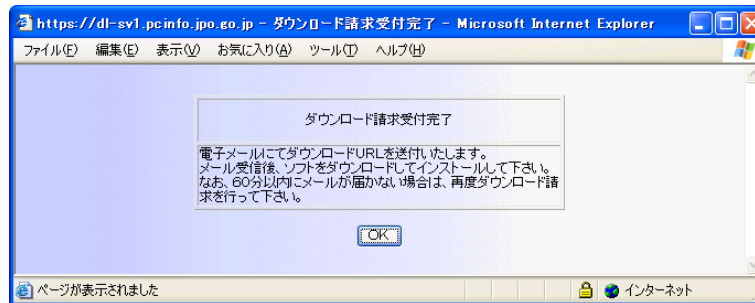 https://dl-sv1.pcinfo.jpo.go.jp - ダウンロード請求受付完了 - Microsoft Internet Explorer
ファイル(F) 編集(E) 表示(V) お気に入り(A) ツール(T) ヘルプ(H)
ダウンロード請求受付完了
電子メールにてダウンロードURLを送付いたします。
メール受信後、ソフトをダウンロードしてインストールして下さい。
なお、60分以内にメールが届かない場合は、再度ダウンロード請
求を行って下さい。
OK
ページが表示されました インターネット